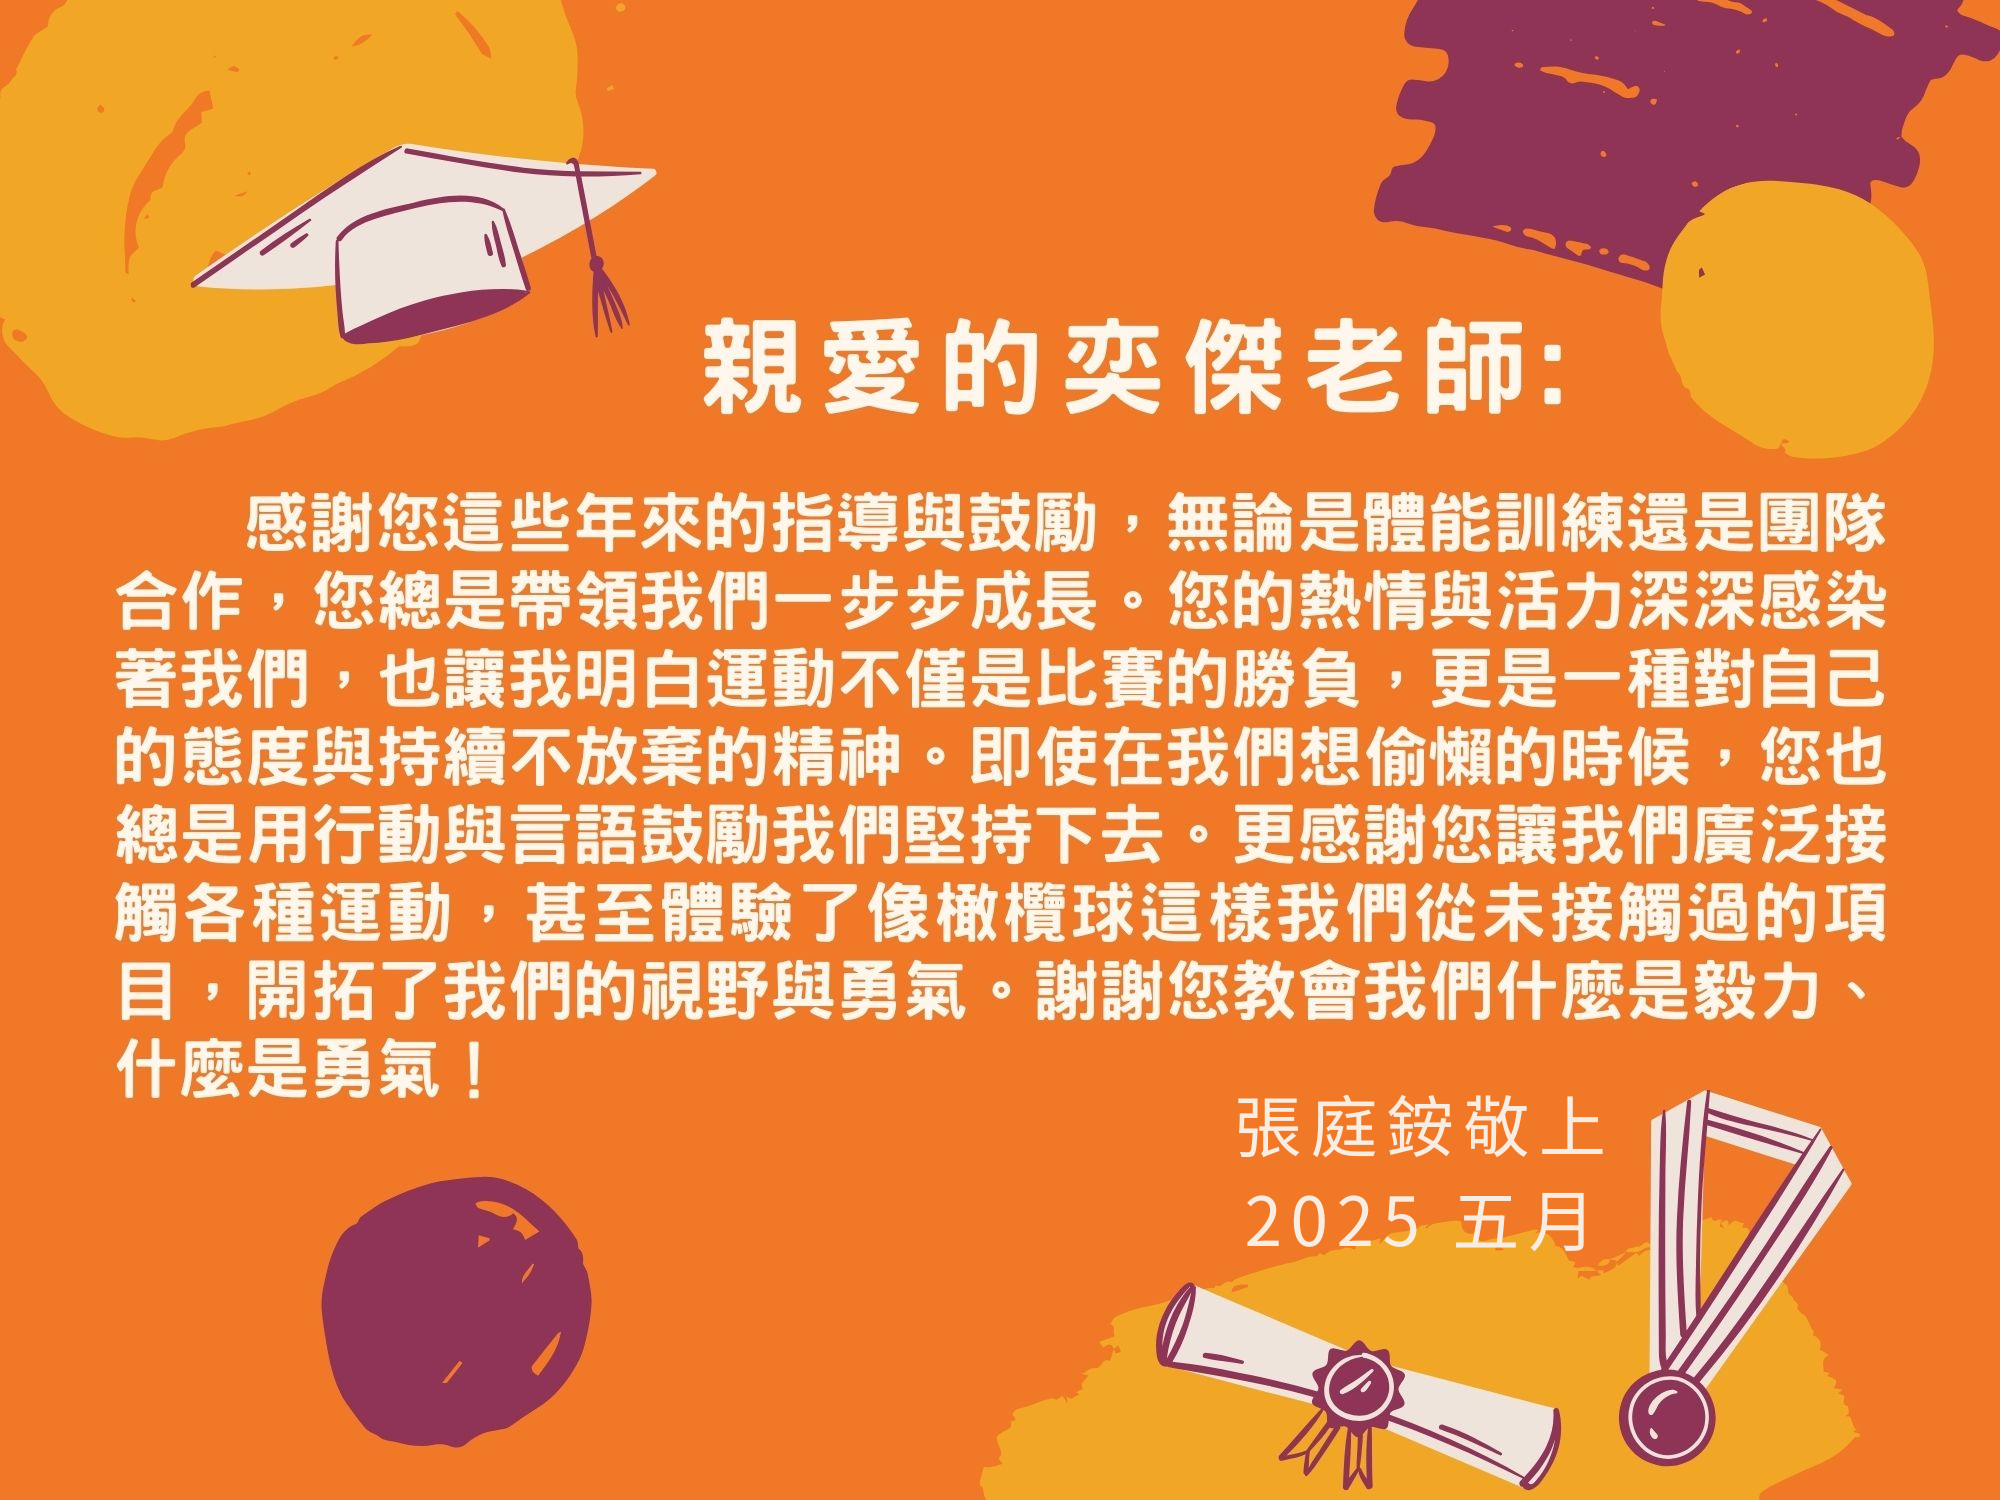 親愛的奕傑老師:
感謝您這些年來的指導與鼓勵，無論是體能訓練還是團隊
合作，您總是帶領我們一步步成長。您的熱情與活力深深感染
著我們，也讓我明白運動不僅是比賽的勝負，更是一種對自己
的態度與持續不放棄的精神。即使在我們想偷懶的時候，您也
總是用行動與言語鼓勵我們堅持下去。更感謝您讓我們廣泛接
觸各種運動，甚至體驗了像橄欖球這樣我們從未接觸過的項
目，開拓了我們的視野與勇氣。謝謝您教會我們什麼是毅力、
什麼是勇氣！
張庭銨敬上
2025 五月